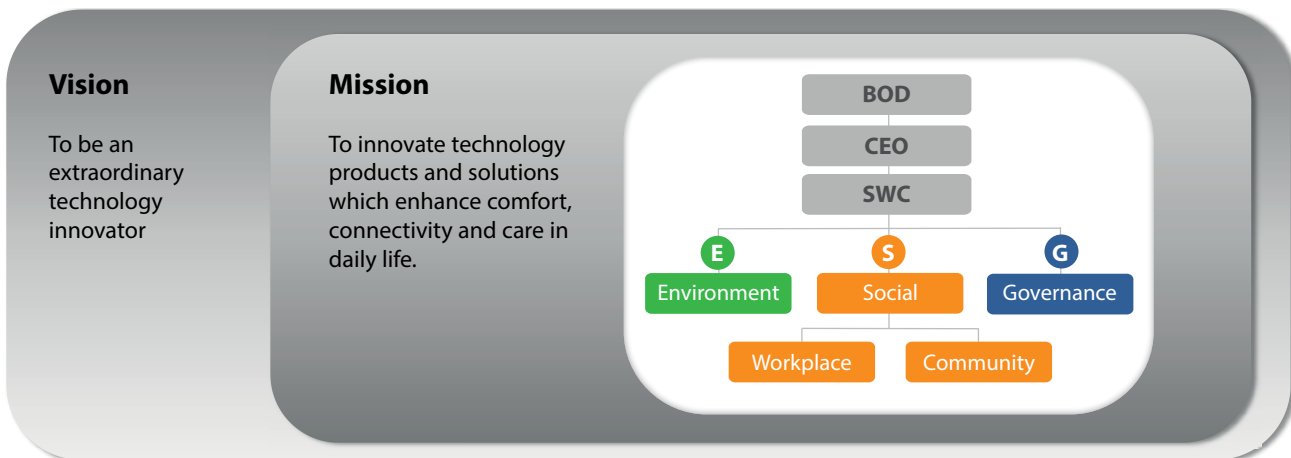 Vision
To be an
extraordinary
technology
innovator
Mission
To innovate technology
products and solutions
which enhance comfort,
connectivity and care in
daily life.
BOD
CEO
SWC
E
S
G
Environment
Social
Governance
Workplace
Community